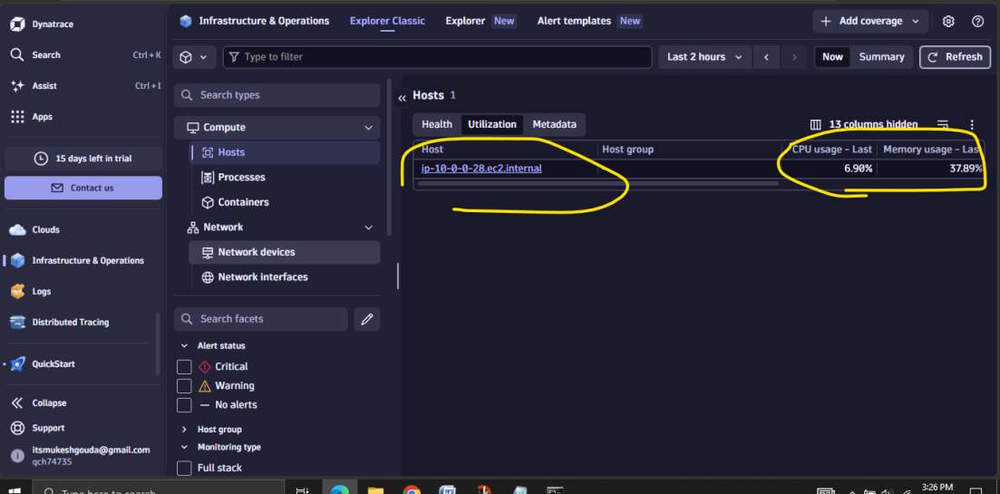 Dynatrace
Search Ctrl + K
Assist Ctrl + I
Apps
15 days left in trial
Contact us
Clouds
Infrastructure & Operations
Logs
Distributed Tracing
QuickStart
Collapse
Support
itsmukeshgouda@gmail.com
qch74735
Infrastructure & Operations Explorer Classic Explorer New Alert templates New Add coverage
Type to filter Last 2 hours Now Summary Refresh
Search types
Compute
Hosts
Processes
Containers
Network
Network devices
Network interfaces
Search facets
Alert status
Critical
Warning
No alerts
Host group
Monitoring type
Full stack
Hosts 1
Health Utilization Metadata 13 columns hidden
Host Host group CPU usage - Last Memory usage - Las
ip-10-0-0-28.ec2.internal - 6.90% 37.89%
Type here to search 3:26 PM